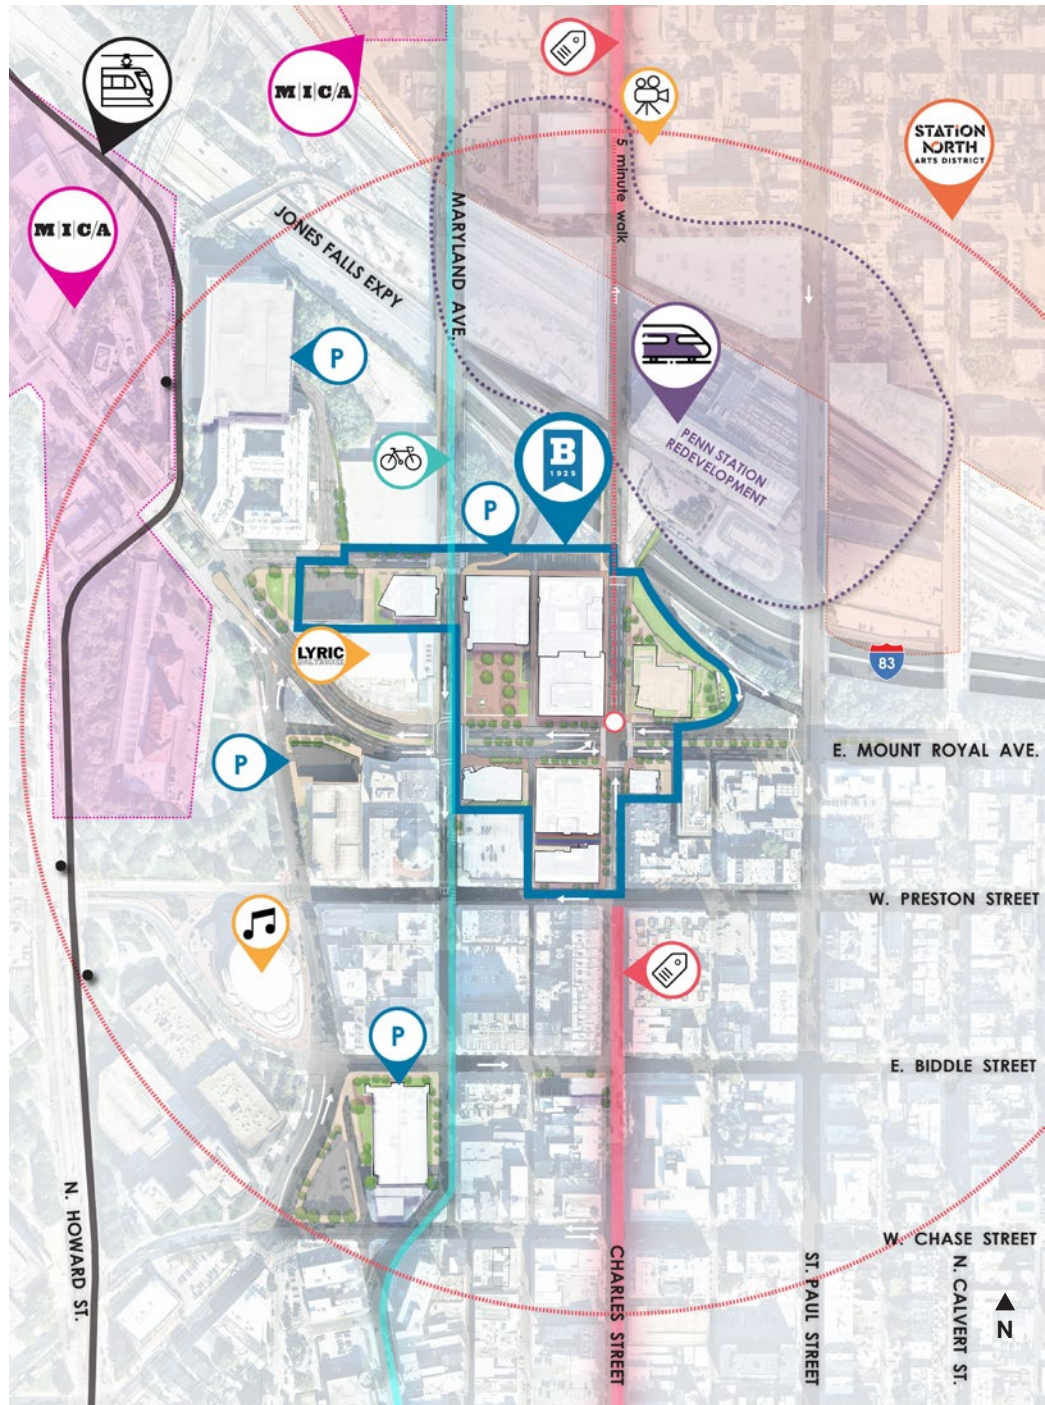 M|I|C/A
STATION
NORTH
ARTS DISTRICT
5 minute walk
M|I|C/A
JONES FALLS EXPY
MARYLAND AVE.
P
B
1925
PENN STATION
REDEVELOPMENT
P
LYRIC
83
E. MOUNT ROYAL AVE.
P
W. PRESTON STREET
P
E. BIDDLE STREET
N. HOWARD ST.
W. CHASE STREET
CHARLES STREET
ST. PAUL STREET
N. CALVERT ST.
N